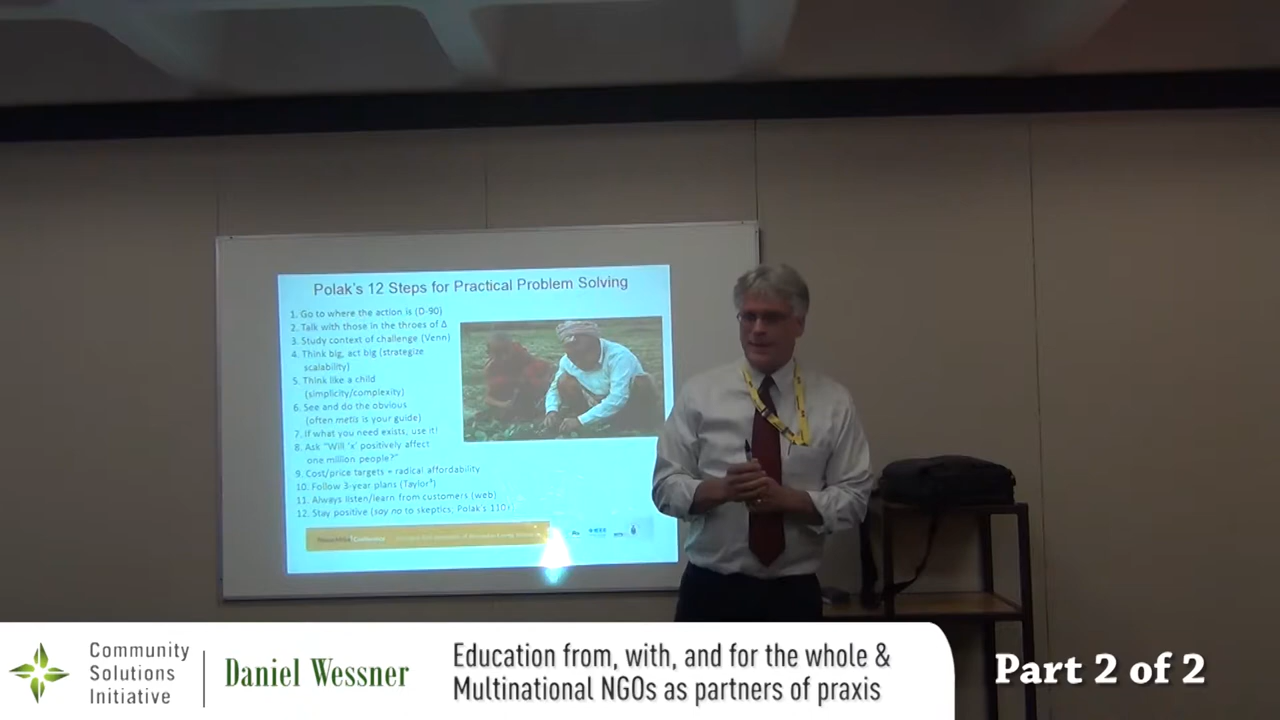 Polak's 12 Steps for Practical Problem Solving
1. Go to where the action is (D-90)
2. Talk with those in the throes of Δ
3. Study context of challenge (Venn)
4. Think big, act big (strategize
scalability)
5. Think like a child
(simplicity/complexity)
6. See and do the obvious
(often metis is your guide)
7. If what you need exists, use it!
8. Ask "Will 'x' positively affect
one million people?"
9. Cost/price targets = radical affordability
10. Follow 3-year plans (Taylor³)
11. Always listen/learn from customers (web)
12. Stay positive (say no to skeptics, Polak's 110+)
Conference
Community
Solutions
Initiative
Daniel Wessner
Education from, with, and for the whole &
Multinational NGOs as partners of praxis
Part 2 of 2